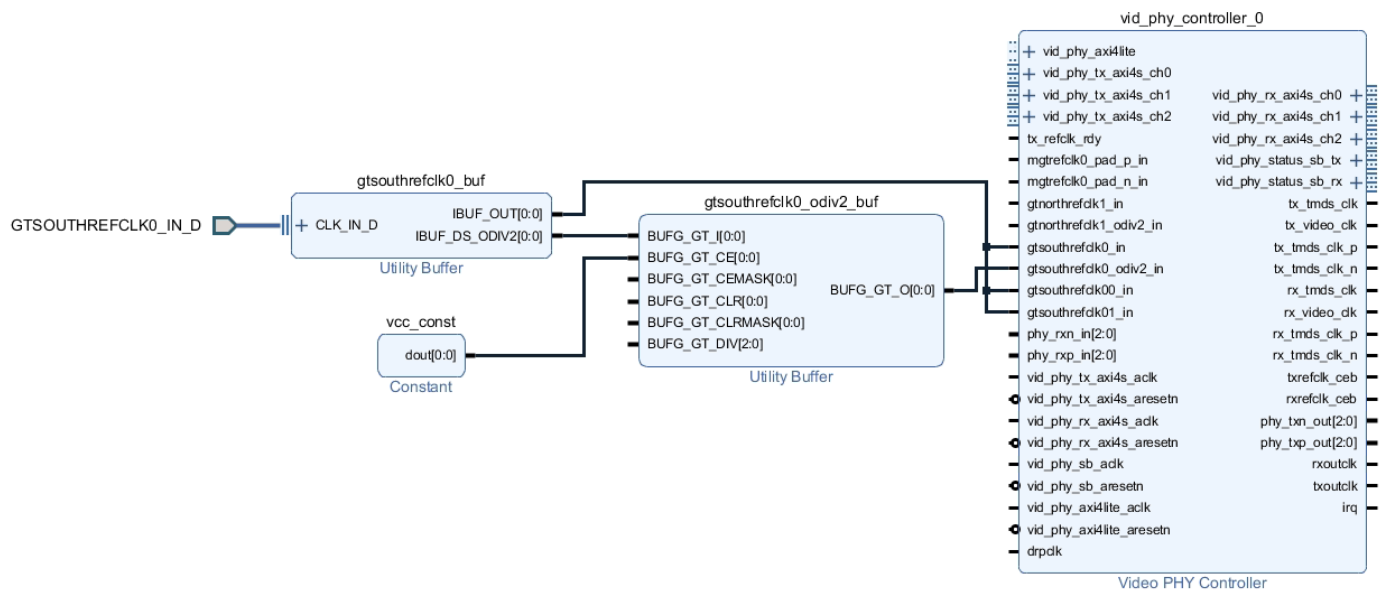 vid_phy_controller_0
vid_phy_axi4lite
vid_phy_tx_axi4s_ch0
vid_phy_tx_axi4s_ch1 vid_phy_rx_axi4s_ch0
vid_phy_tx_axi4s_ch2 vid_phy_rx_axi4s_ch1
tx_refclk_rdy vid_phy_rx_axi4s_ch2
mgtrefclk0_pad_p_in vid_phy_status_sb_tx
mgtrefclk0_pad_n_in vid_phy_status_sb_rx
gtnorthrefclk1_in tx_tmds_clk
gtnorthrefclk1_odiv2_in tx_video_clk
gtsouthrefclk0_in tx_tmds_clk_p
gtsouthrefclk0_odiv2_in tx_tmds_clk_n
gtsouthrefclk00_in rx_tmds_clk
gtsouthrefclk01_in rx_video_clk
phy_rxn_in[2:0] rx_tmds_clk_p
phy_rxp_in[2:0] rx_tmds_clk_n
vid_phy_tx_axi4s_aclk txrefclk_ceb
vid_phy_tx_axi4s_aresetn rxrefclk_ceb
vid_phy_rx_axi4s_aclk phy_txn_out[2:0]
vid_phy_rx_axi4s_aresetn phy_txp_out[2:0]
vid_phy_sb_aclk rxoutclk
vid_phy_sb_aresetn txoutclk
vid_phy_axi4lite_aclk irq
vid_phy_axi4lite_aresetn
drpclk
Video PHY Controller
gtsouthrefclk0_buf
GTSOUTHREFCLK0_IN_D
CLK_IN_D
IBUF_OUT[0:0]
IBUF_DS_ODIV2[0:0]
Utility Buffer
gtsouthrefclk0_odiv2_buf
BUFG_GT_I[0:0]
BUFG_GT_CE[0:0]
BUFG_GT_CEMASK[0:0]
BUFG_GT_CLR[0:0]
BUFG_GT_CLRMASK[0:0]
BUFG_GT_DIV[2:0]
BUFG_GT_O[0:0]
Utility Buffer
vcc_const
dout[0:0]
Constant